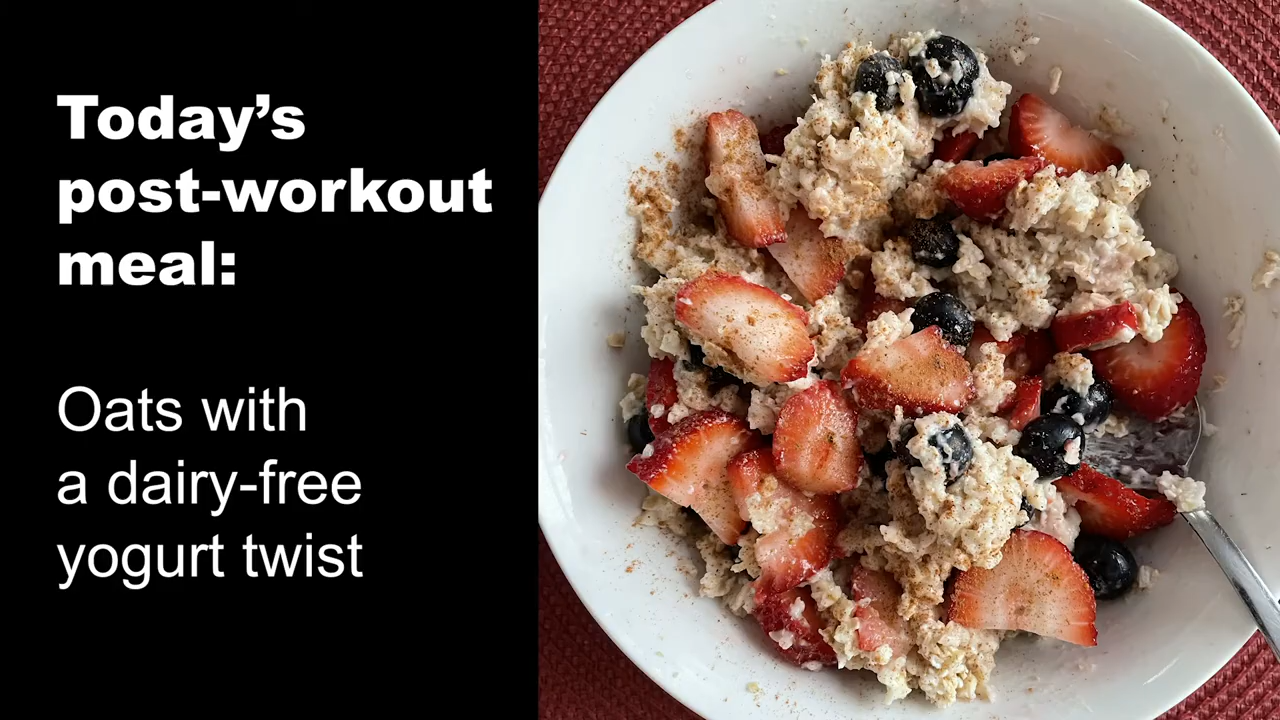 Today’s
post-workout
meal:
Oats with
a dairy-free
yogurt twist